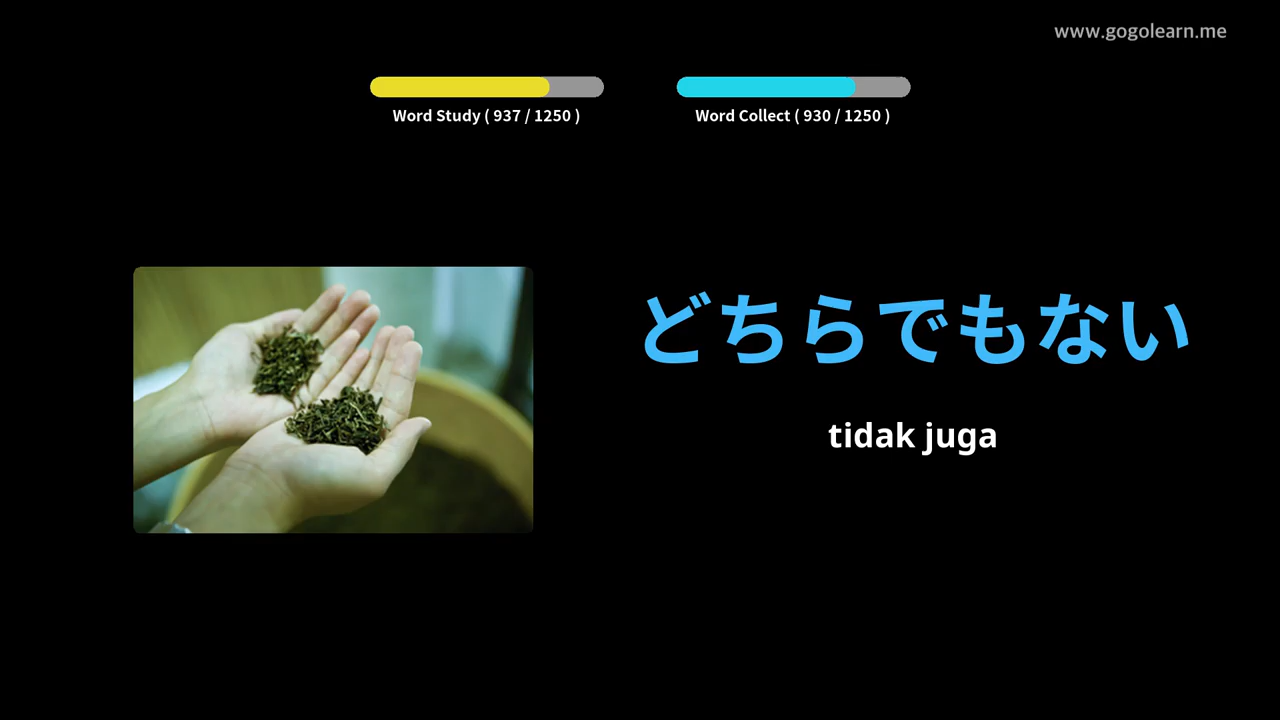 www.gogolearn.me
Word Study ( 937 / 1250 )
Word Collect ( 930 / 1250 )
どちらでもない
tidak juga